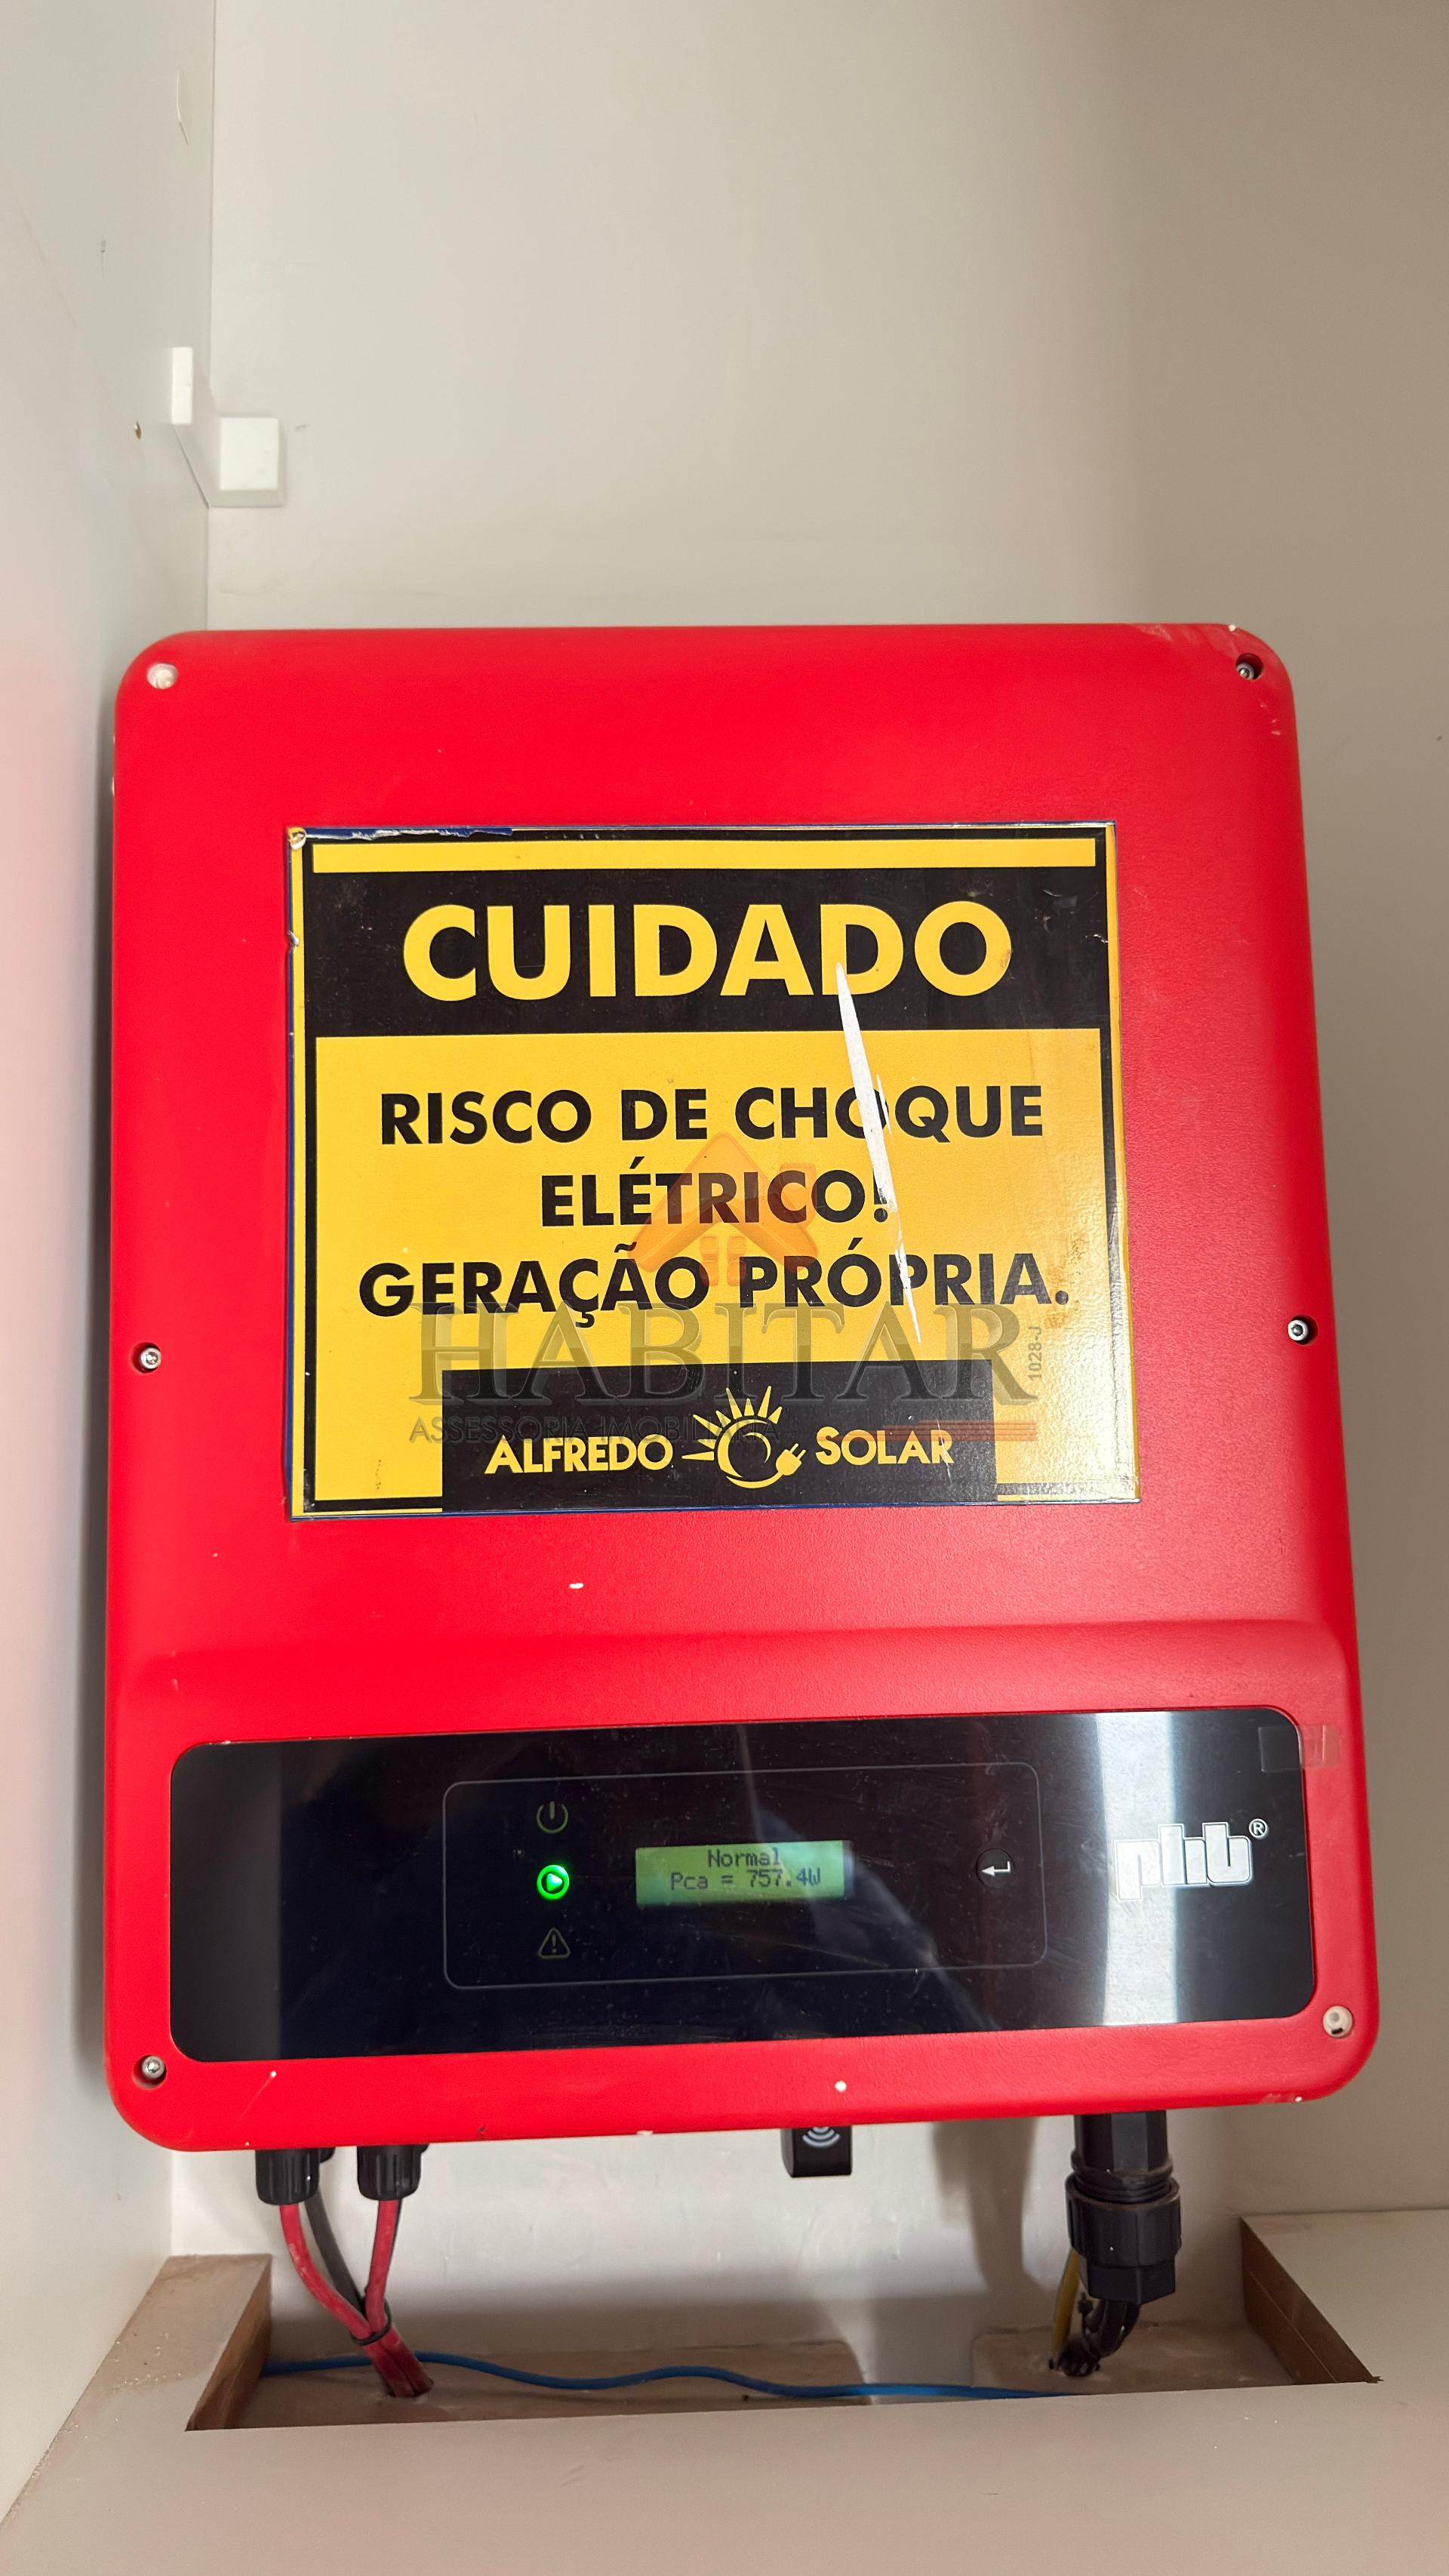 CUIDADO
RISCO DE CHOQUE
ELÉTRICO!
GERAÇÃO PRÓPRIA.
HABITAR
1028-J
ASSESSORIA IMOBILIÁRIA
ALFREDO SOLAR
Normal
Pca = 757.4W
phb®